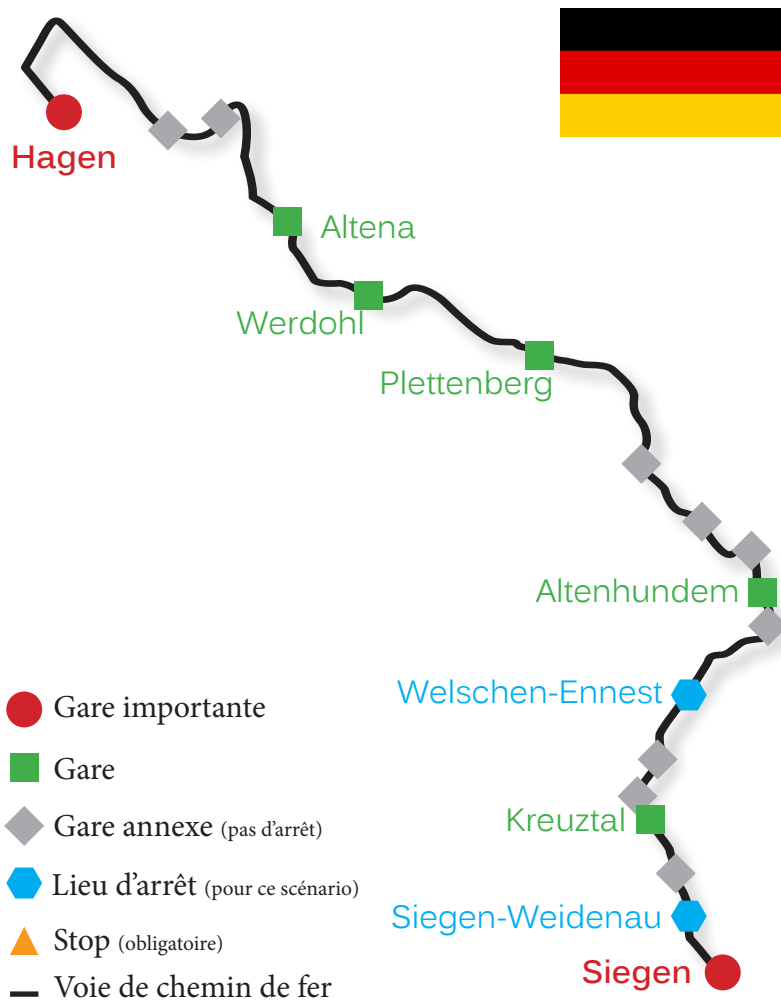 Hagen
Altena
Werdohl
Plettenberg
Altenhundem
Welschen-Ennest
Kreuztal
Siegen-Weidenau
Siegen
Gare importante
Gare
Gare annexe (pas d'arrêt)
Lieu d'arrêt (pour ce scénario)
Stop (obligatoire)
Voie de chemin de fer